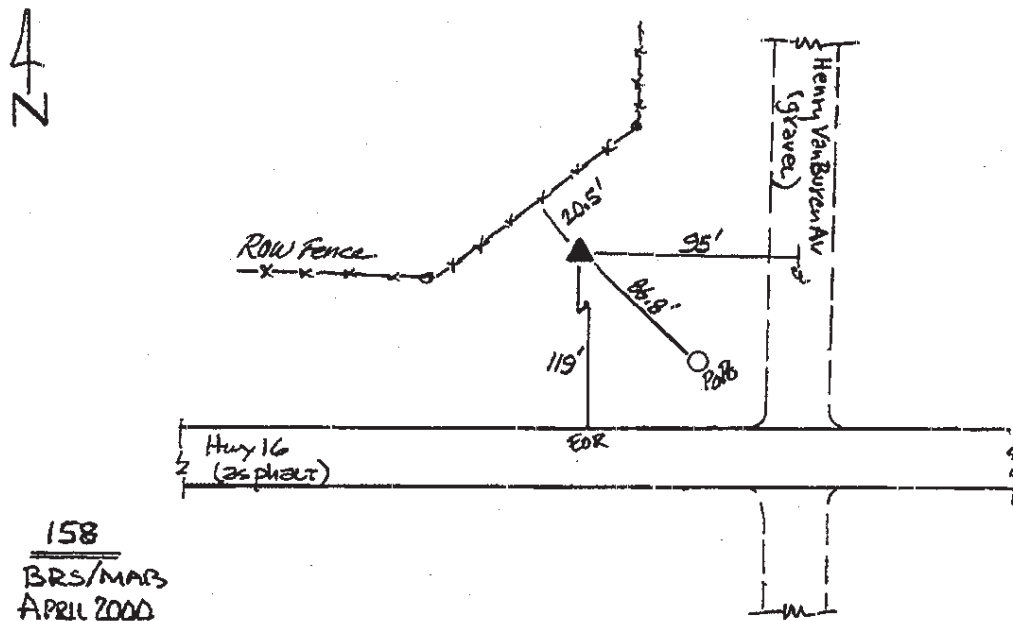 N
Henry VanBuren Av
(gravel)
20.5'
ROW Fence
95'
86.8'
119'
PoPo
EOR
Hwy 16
(asphalt)
158
BRS/MAB
APRIL 2000